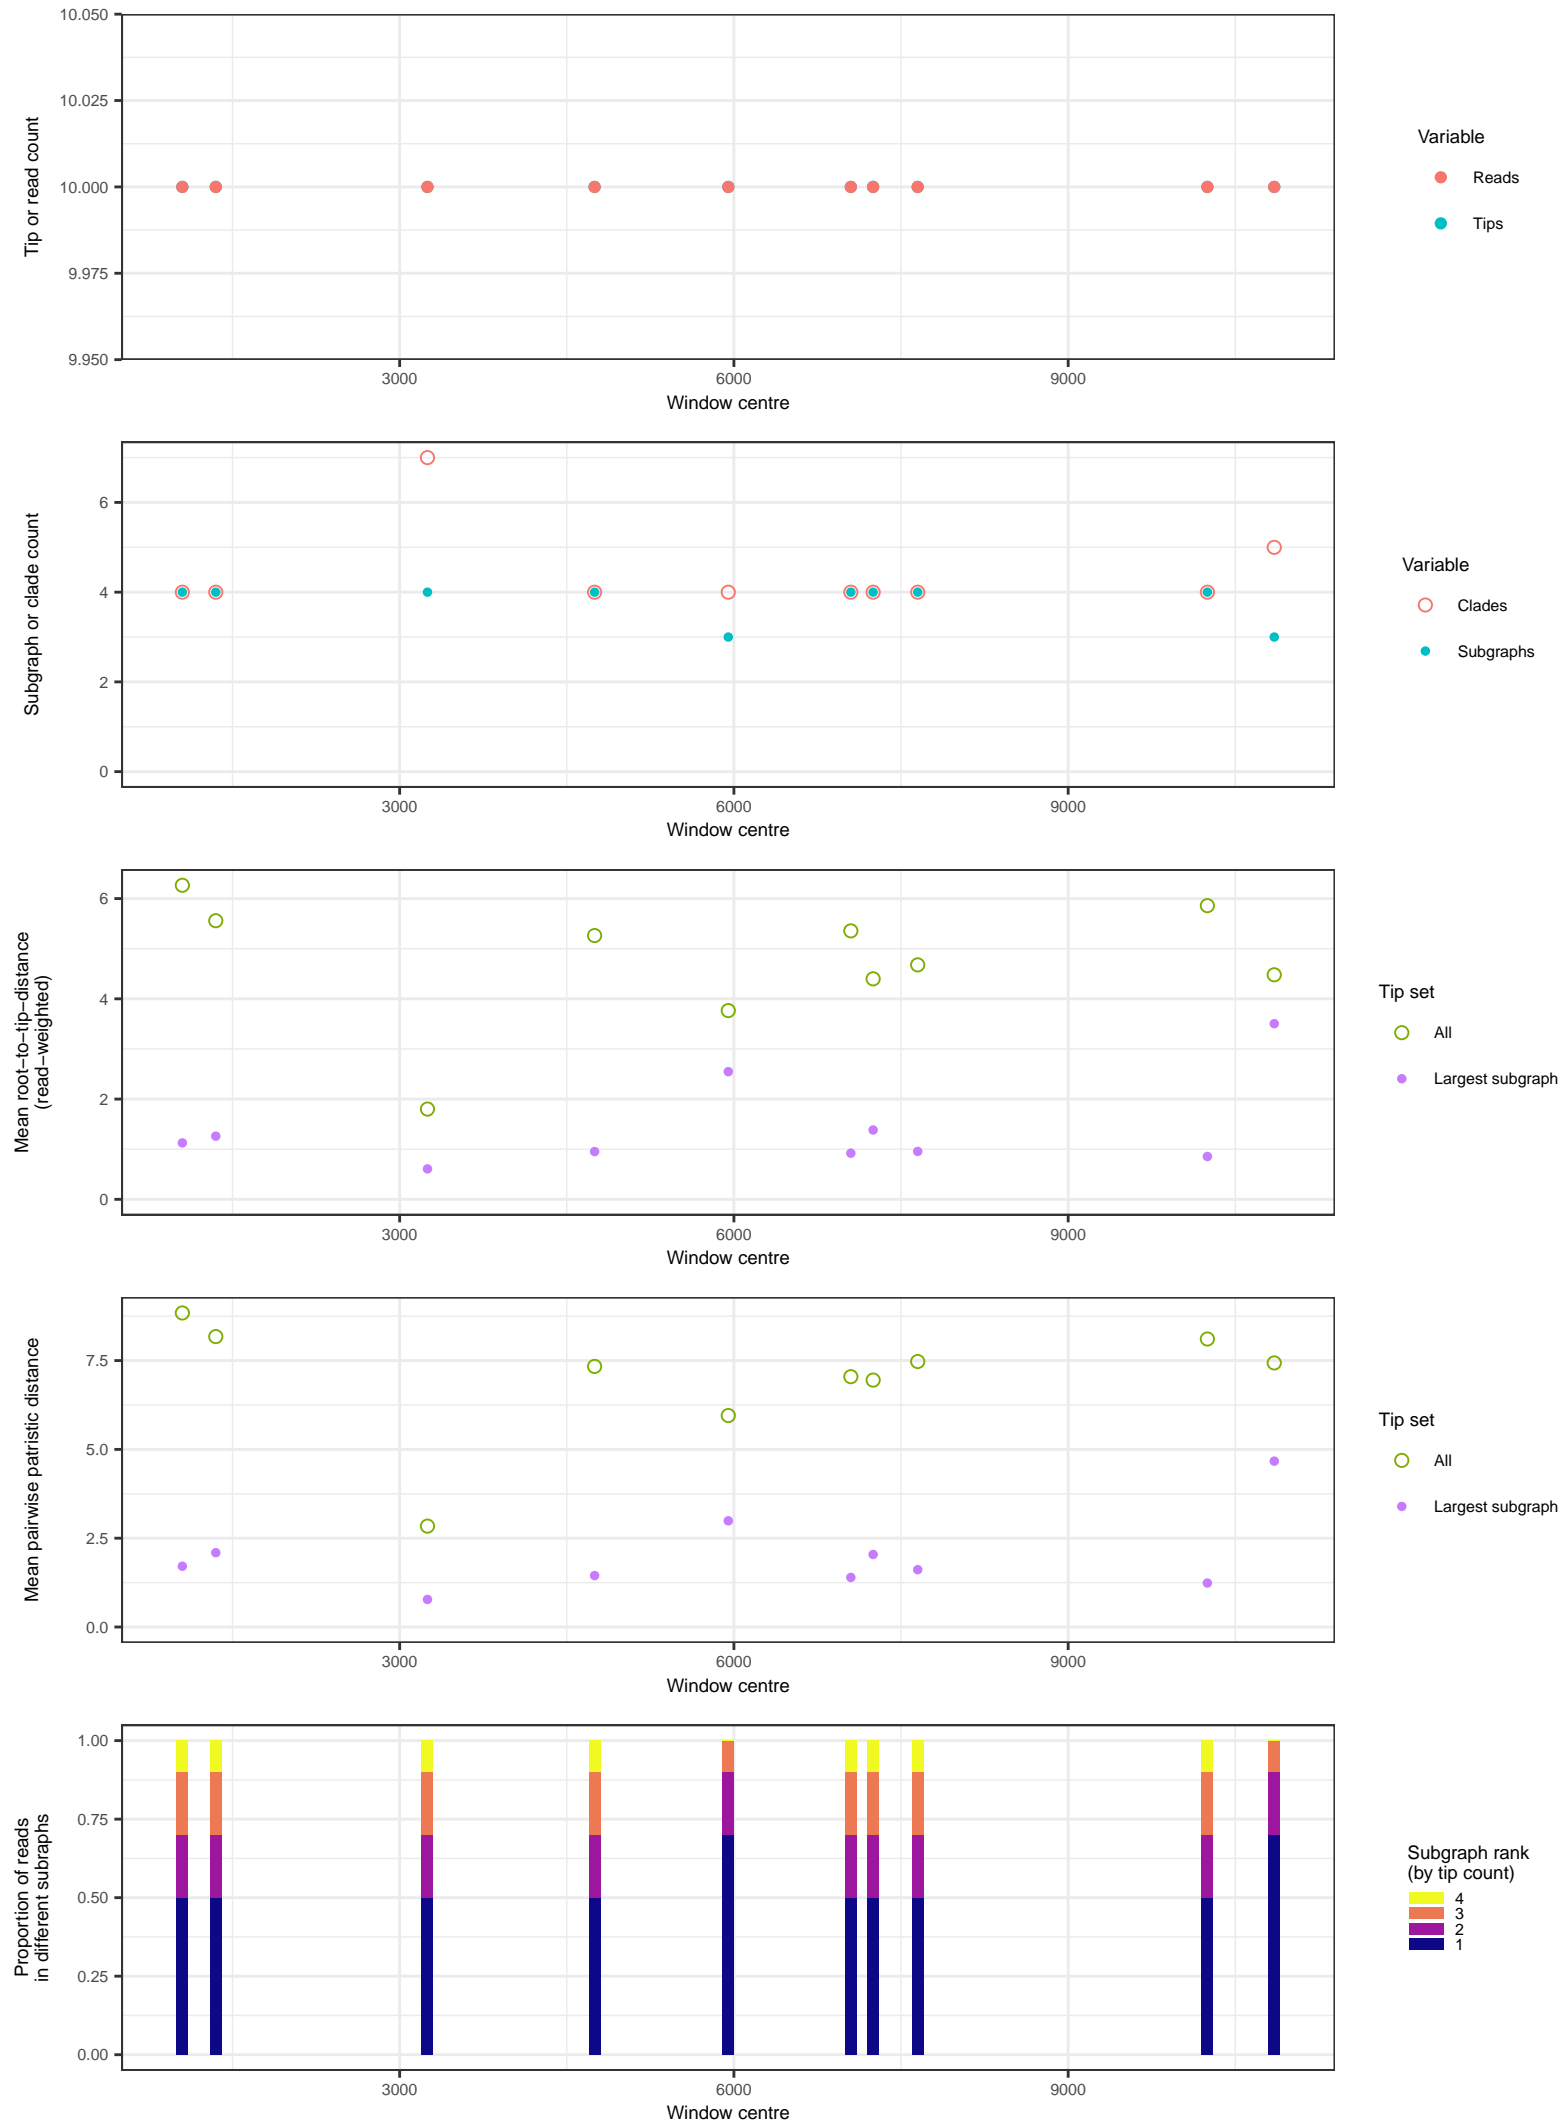 10.050
10.025
10.000
9.975
9.950
Tip or read count
3000
6000
9000
Window centre
Variable
Reads
Tips
6
4
2
0
Subgraph or clade count
3000
6000
9000
Window centre
Variable
Clades
Subgraphs
6
4
2
0
Mean root−to−tip−distance
(read−weighted)
3000
6000
9000
Window centre
Tip set
All
Largest subgraph
7.5
5.0
2.5
0.0
Mean pairwise patristic distance
3000
6000
9000
Window centre
Tip set
All
Largest subgraph
1.00
0.75
0.50
0.25
0.00
Proportion of reads
in different subraphs
3000
6000
9000
Window centre
Subgraph rank
(by tip count)
4
3
2
1